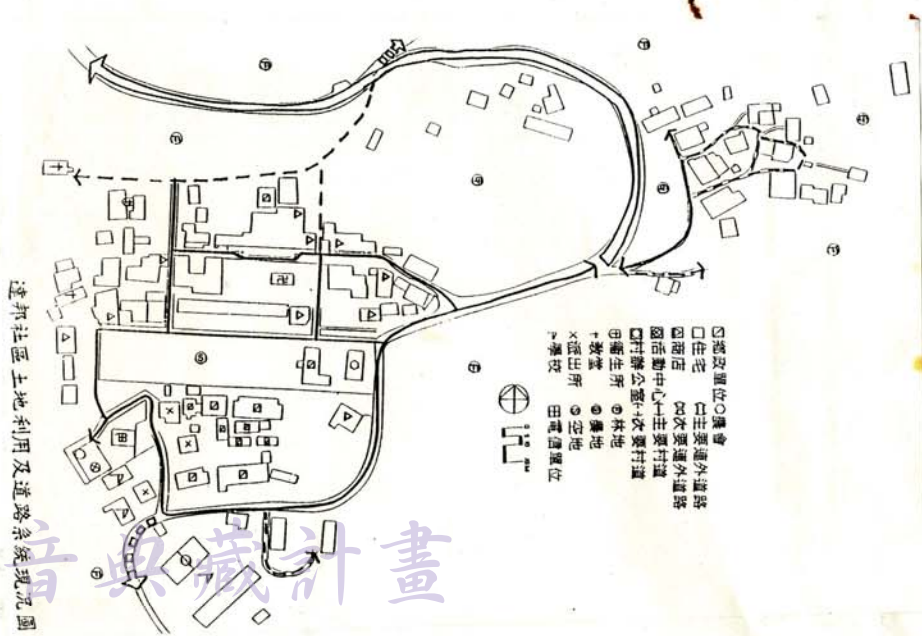 達邦社區土地利用及道路系統現況圖
鄉政單位 農會
住宅 主要連外道路
商店 次要連外道路
活動中心 主要村道
村辦公室 次要村道
衛生所 林地
教堂 農地
派出所 空地
學校 電信單位
音典藏計畫